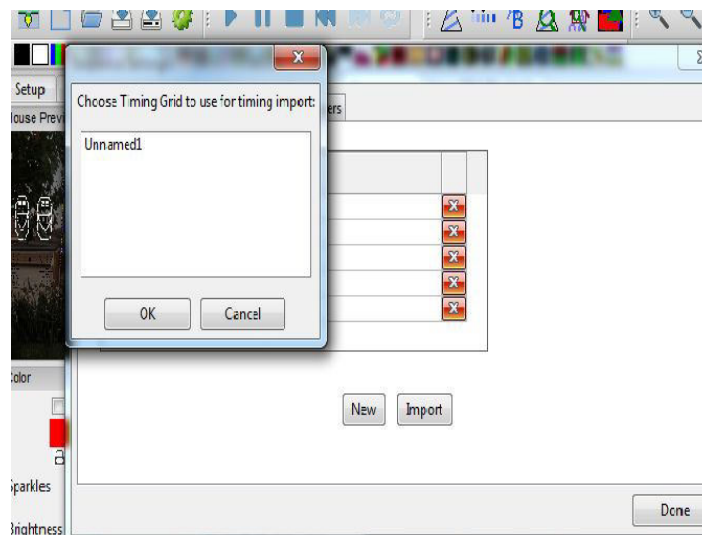 Setup
House Prev
Choose Timing Grid to use for timing import:
ers
Unnamed1
OK
Cancel
New
Import
Color
Sparkles
Done
Brightness